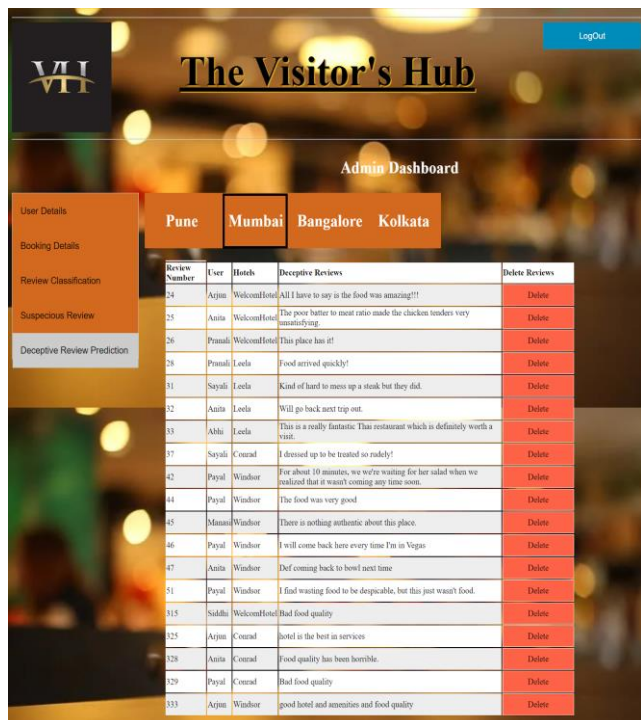 LogOut
VH
The Visitor's Hub
Admin Dashboard
User Details
Booking Details
Review Classification
Suspecious Review
Deceptive Review Prediction
Pune Mumbai Bangalore Kolkata
Review Number User Hotels Deceptive Reviews Delete Reviews
24 Arjun WelcomHotel All I have to say is the food was amazing!!! Delete
25 Anita WelcomHotel The poor batter to meat ratio made the chicken tenders very
unsatisfying. Delete
26 Pranali WelcomHotel This place has it! Delete
28 Pranali Leela Food arrived quickly! Delete
31 Sayali Leela Kind of hard to mess up a steak but they did. Delete
32 Anita Leela Will go back next trip out. Delete
33 Abhi Leela This is a really fantastic Thai restaurant which is definitely worth a
visit. Delete
37 Sayali Conrad I dressed up to be treated so rudely! Delete
42 Payal Windsor For about 10 minutes, we we're waiting for her salad when we
realized that it wasn't coming any time soon. Delete
44 Payal Windsor The food was very good Delete
45 Manasi Windsor There is nothing authentic about this place. Delete
46 Payal Windsor I will come back here every time I'm in Vegas Delete
47 Anita Windsor Def coming back to bowl next time Delete
51 Payal Windsor I find wasting food to be despicable, but this just wasn't food. Delete
315 Siddhi WelcomHotel Bad food quality Delete
325 Arjun Conrad hotel is the best in services Delete
328 Anita Conrad Food quality has been horrible. Delete
329 Payal Conrad Bad food quality Delete
333 Arjun Windsor good hotel and amenities and food quality Delete